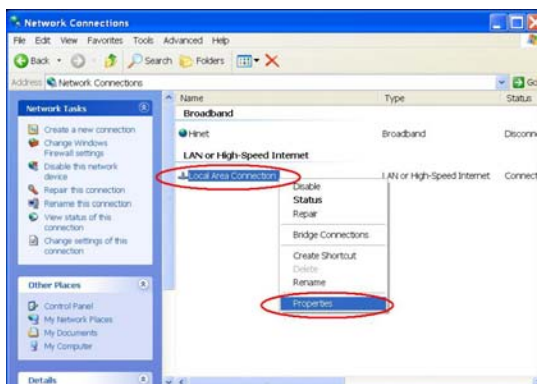 Network Connections
File Edit View Favorites Tools Advanced Help
Back Search Folders
Address Network Connections Go
Network Tasks
Create a new connection
Change Windows
Firewall settings
Disable this network
device
Repair this connection
Rename this connection
View status of this
connection
Change settings of this
connection
Other Places
Control Panel
My Network Places
My Documents
My Computer
Details
Name Type Status
Broadband
Hinet Broadband Disconn
LAN or High-Speed Internet
Local Area Connection LAN or High-Speed Internet Connect
Disable
Status
Repair
Bridge Connections
Create Shortcut
Delete
Rename
Properties